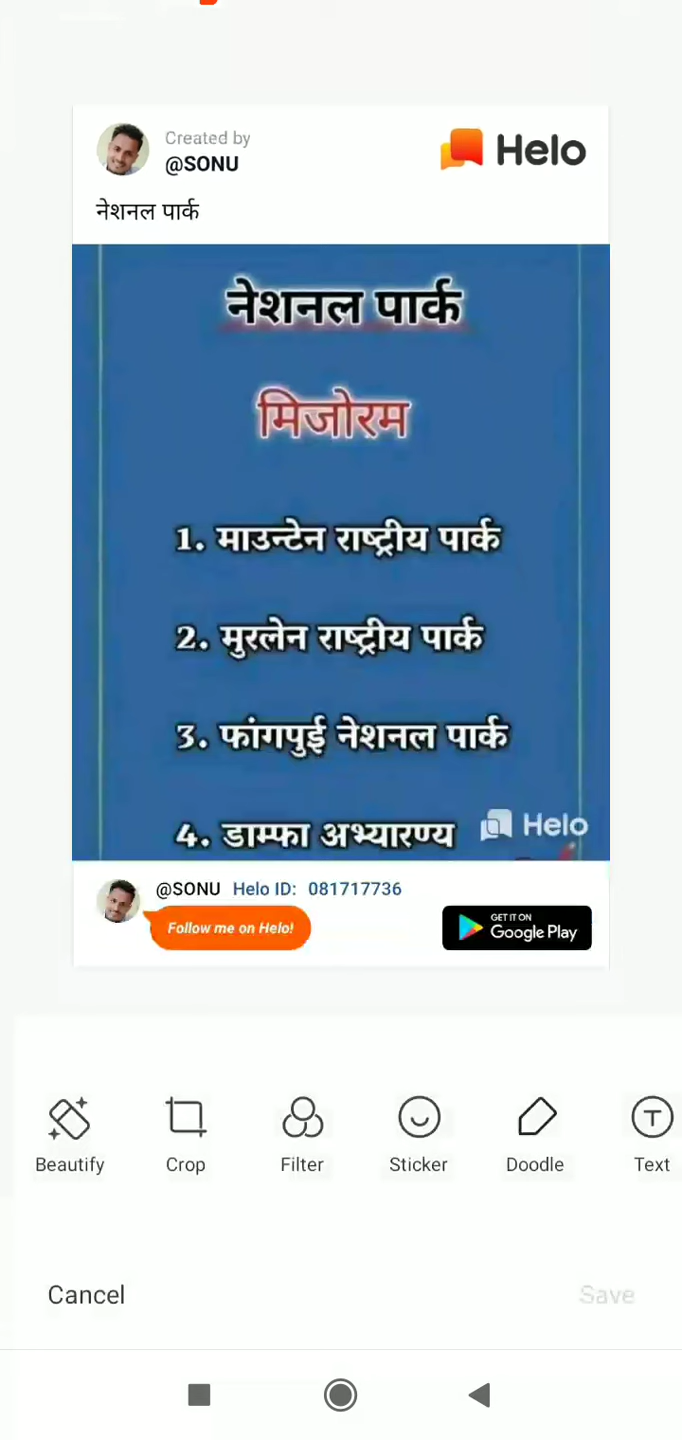 Created by
@SONU
Helo
नेशनल पार्क
नेशनल पार्क
मिजोरम
1. माउन्टेन राष्ट्रीय पार्क
2. मुरलेन राष्ट्रीय पार्क
3. फांगपुई नेशनल पार्क
4. डाम्फा अभ्यारण्य
Helo
@SONU Helo ID: 081717736
Follow me on Helo!
GET IT ON
Google Play
Beautify Crop Filter Sticker Doodle Text
Cancel Save